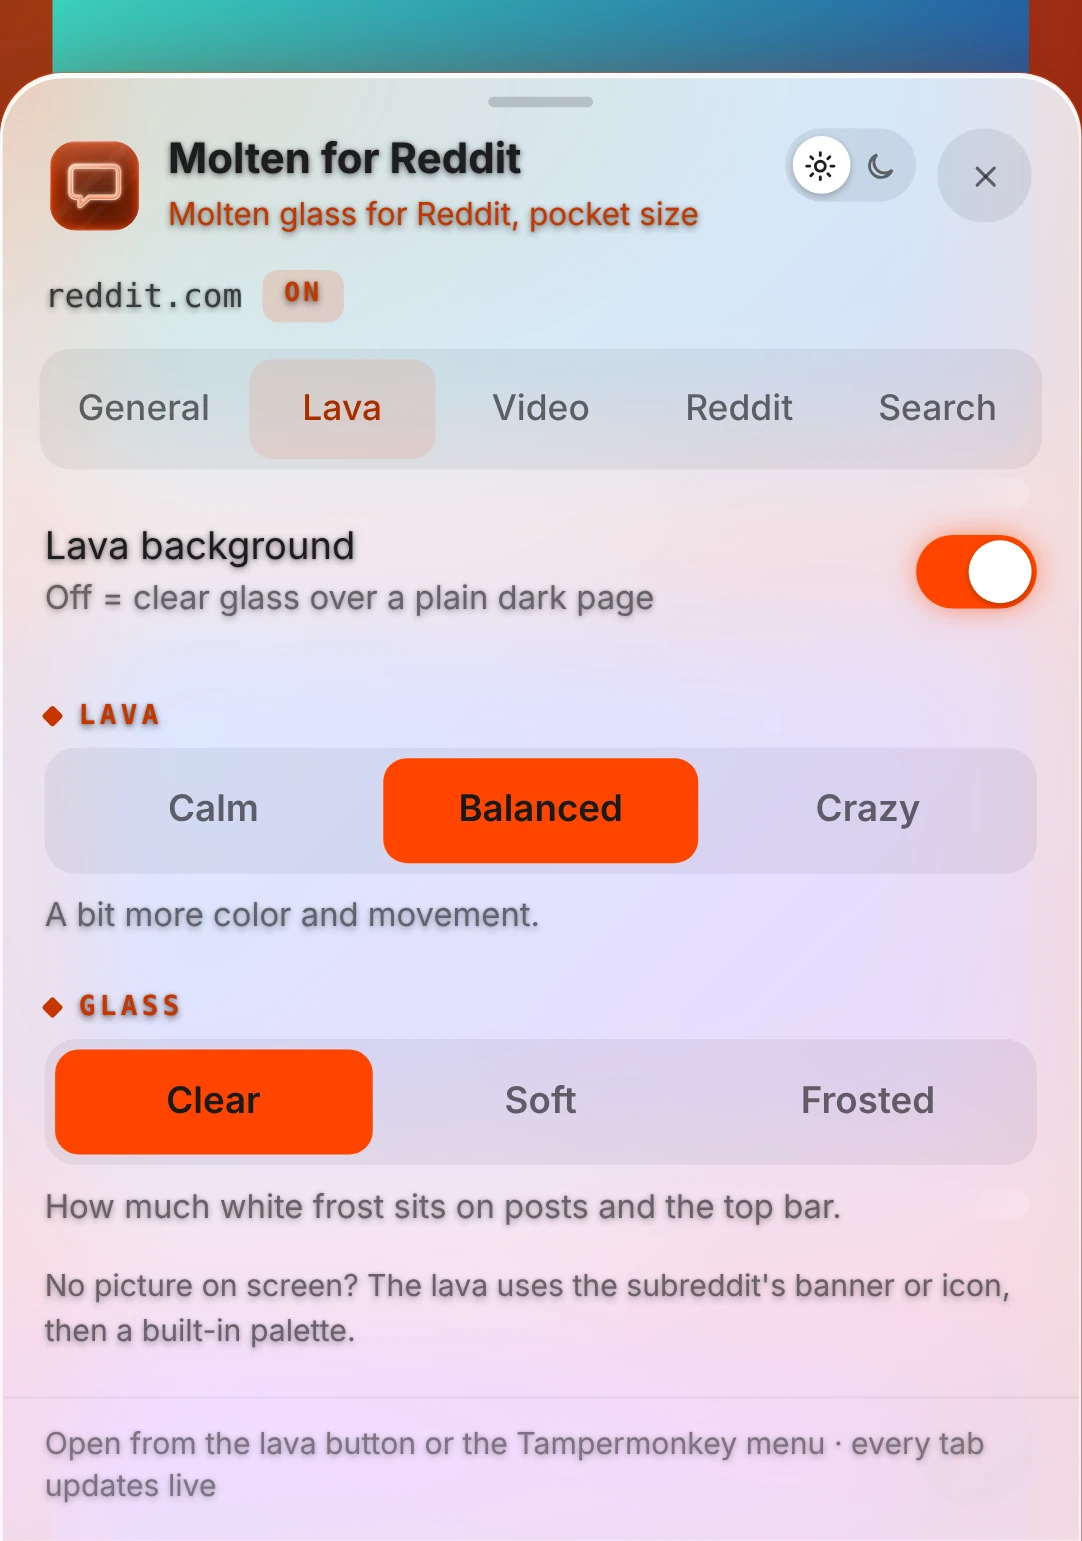 Molten for Reddit
Molten glass for Reddit, pocket size
reddit.com ON
General Lava Video Reddit Search
Lava background
Off = clear glass over a plain dark page
LAVA
Calm Balanced Crazy
A bit more color and movement.
GLASS
Clear Soft Frosted
How much white frost sits on posts and the top bar.
No picture on screen? The lava uses the subreddit's banner or icon,
then a built-in palette.
Open from the lava button or the Tampermonkey menu · every tab
updates live